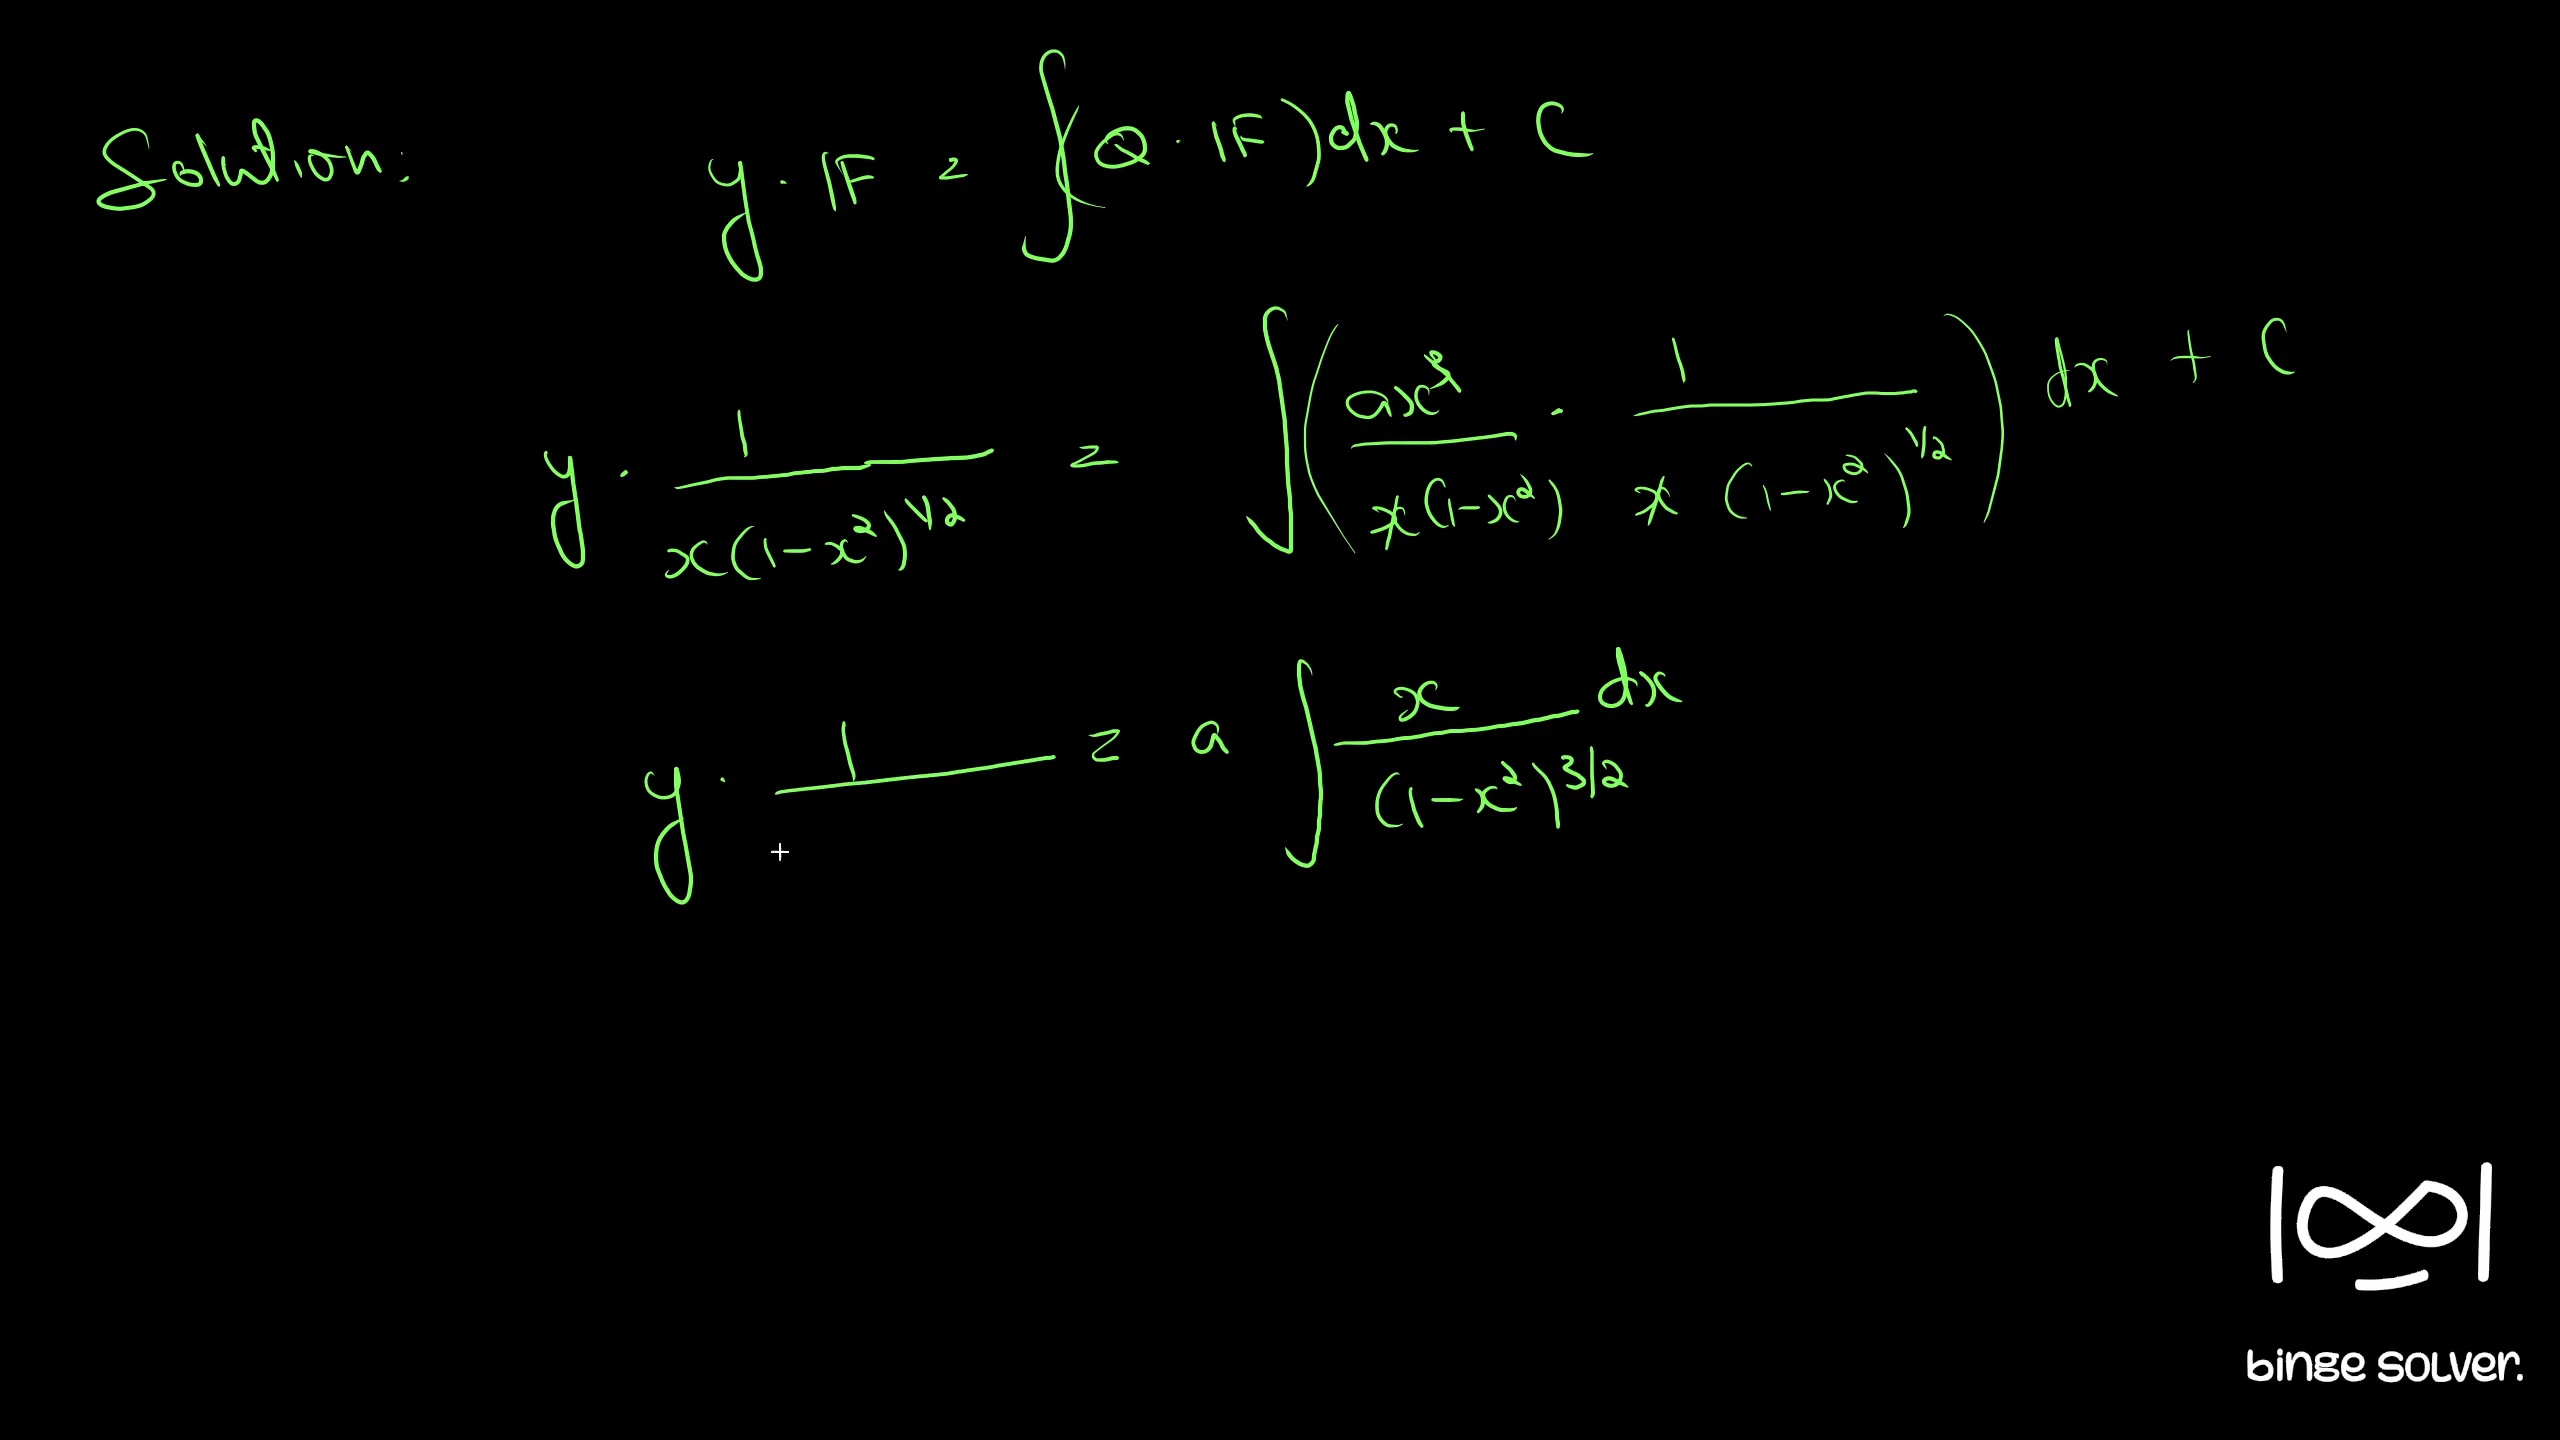 Solution: y · IF = ∫(Q · IF)dx + C
y · 1/(x(1-x²)^1/2) = ∫(ax³/(x(1-x²)) · 1/(x(1-x²)^1/2)) dx + C
y · 1/ = a ∫ x/(1-x²)^3/2 dx
binge solver.